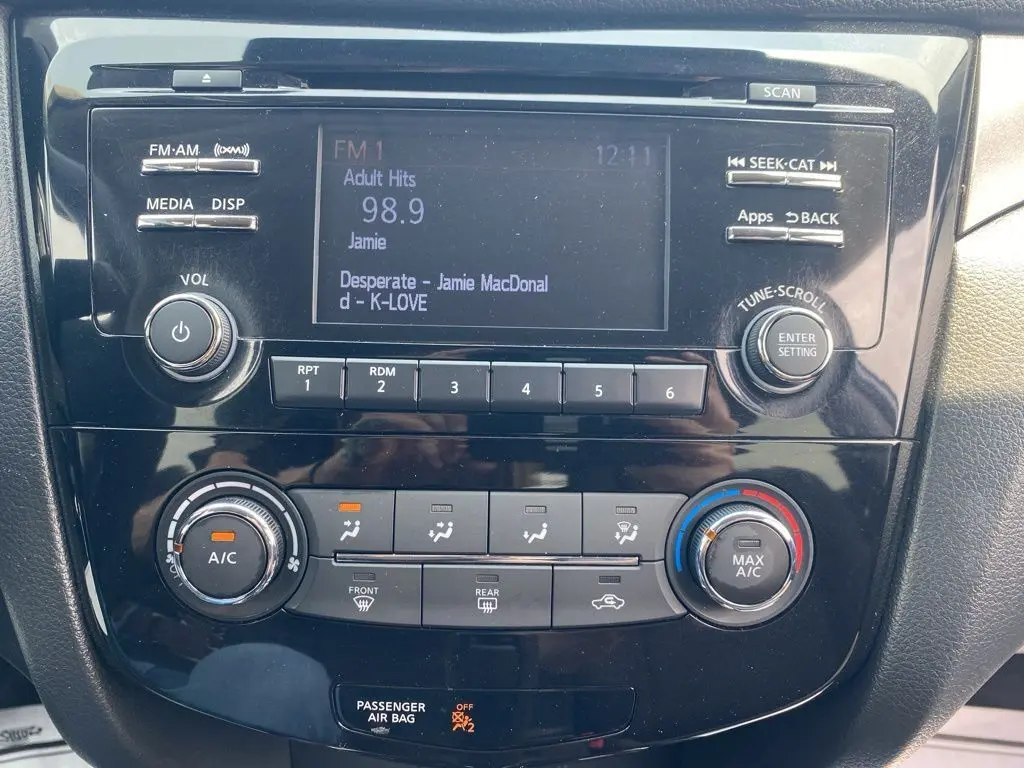 SCAN
FM·AM ((XM))
SEEK·CAT
MEDIA DISP
Apps BACK
FM 1 12:11
Adult Hits
98.9
Jamie
Desperate - Jamie MacDonal
d - K-LOVE
VOL
TUNE·SCROLL
ENTER
SETTING
RPT
1
RDM
2
3
4
5
6
A/C
MAX
A/C
FRONT
REAR
PASSENGER
AIR BAG
OFF
2